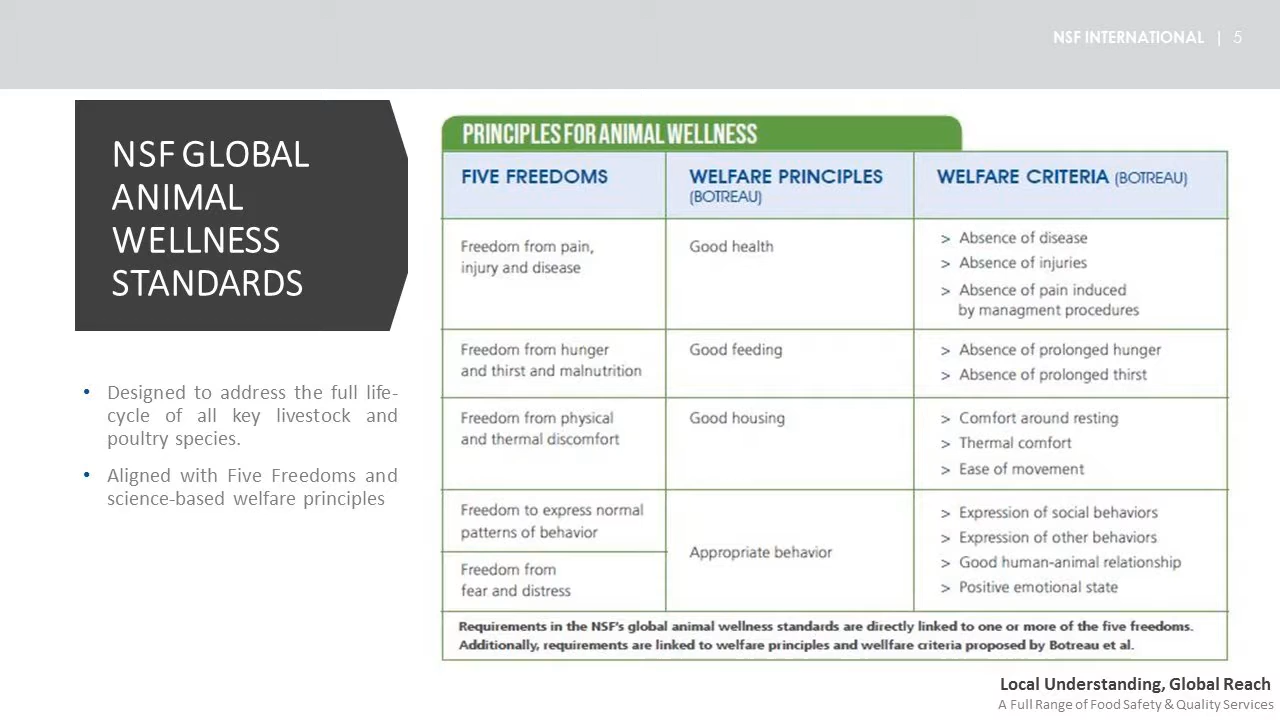 NSF INTERNATIONAL | 5
NSF GLOBAL
ANIMAL
WELLNESS
STANDARDS
• Designed to address the full life-
cycle of all key livestock and
poultry species.
• Aligned with Five Freedoms and
science-based welfare principles
PRINCIPLES FOR ANIMAL WELLNESS
FIVE FREEDOMS
WELFARE PRINCIPLES
(BOTREAU)
WELFARE CRITERIA (BOTREAU)
Freedom from pain,
injury and disease
Good health
> Absence of disease
> Absence of injuries
> Absence of pain induced
by managment procedures
Freedom from hunger
and thirst and malnutrition
Good feeding
> Absence of prolonged hunger
> Absence of prolonged thirst
Freedom from physical
and thermal discomfort
Good housing
> Comfort around resting
> Thermal comfort
> Ease of movement
Freedom to express normal
patterns of behavior
Freedom from
fear and distress
Appropriate behavior
> Expression of social behaviors
> Expression of other behaviors
> Good human-animal relationship
> Positive emotional state
Requirements in the NSF's global animal wellness standards are directly linked to one or more of the five freedoms.
Additionally, requirements are linked to welfare principles and wellfare criteria proposed by Botreau et al.
Local Understanding, Global Reach
A Full Range of Food Safety & Quality Services